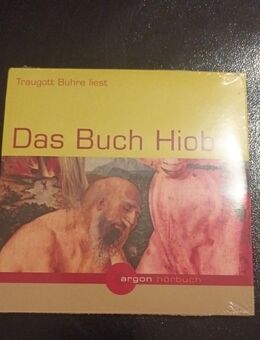 Traugott Buhre liest
Das Buch Hiob
argon hörbuch